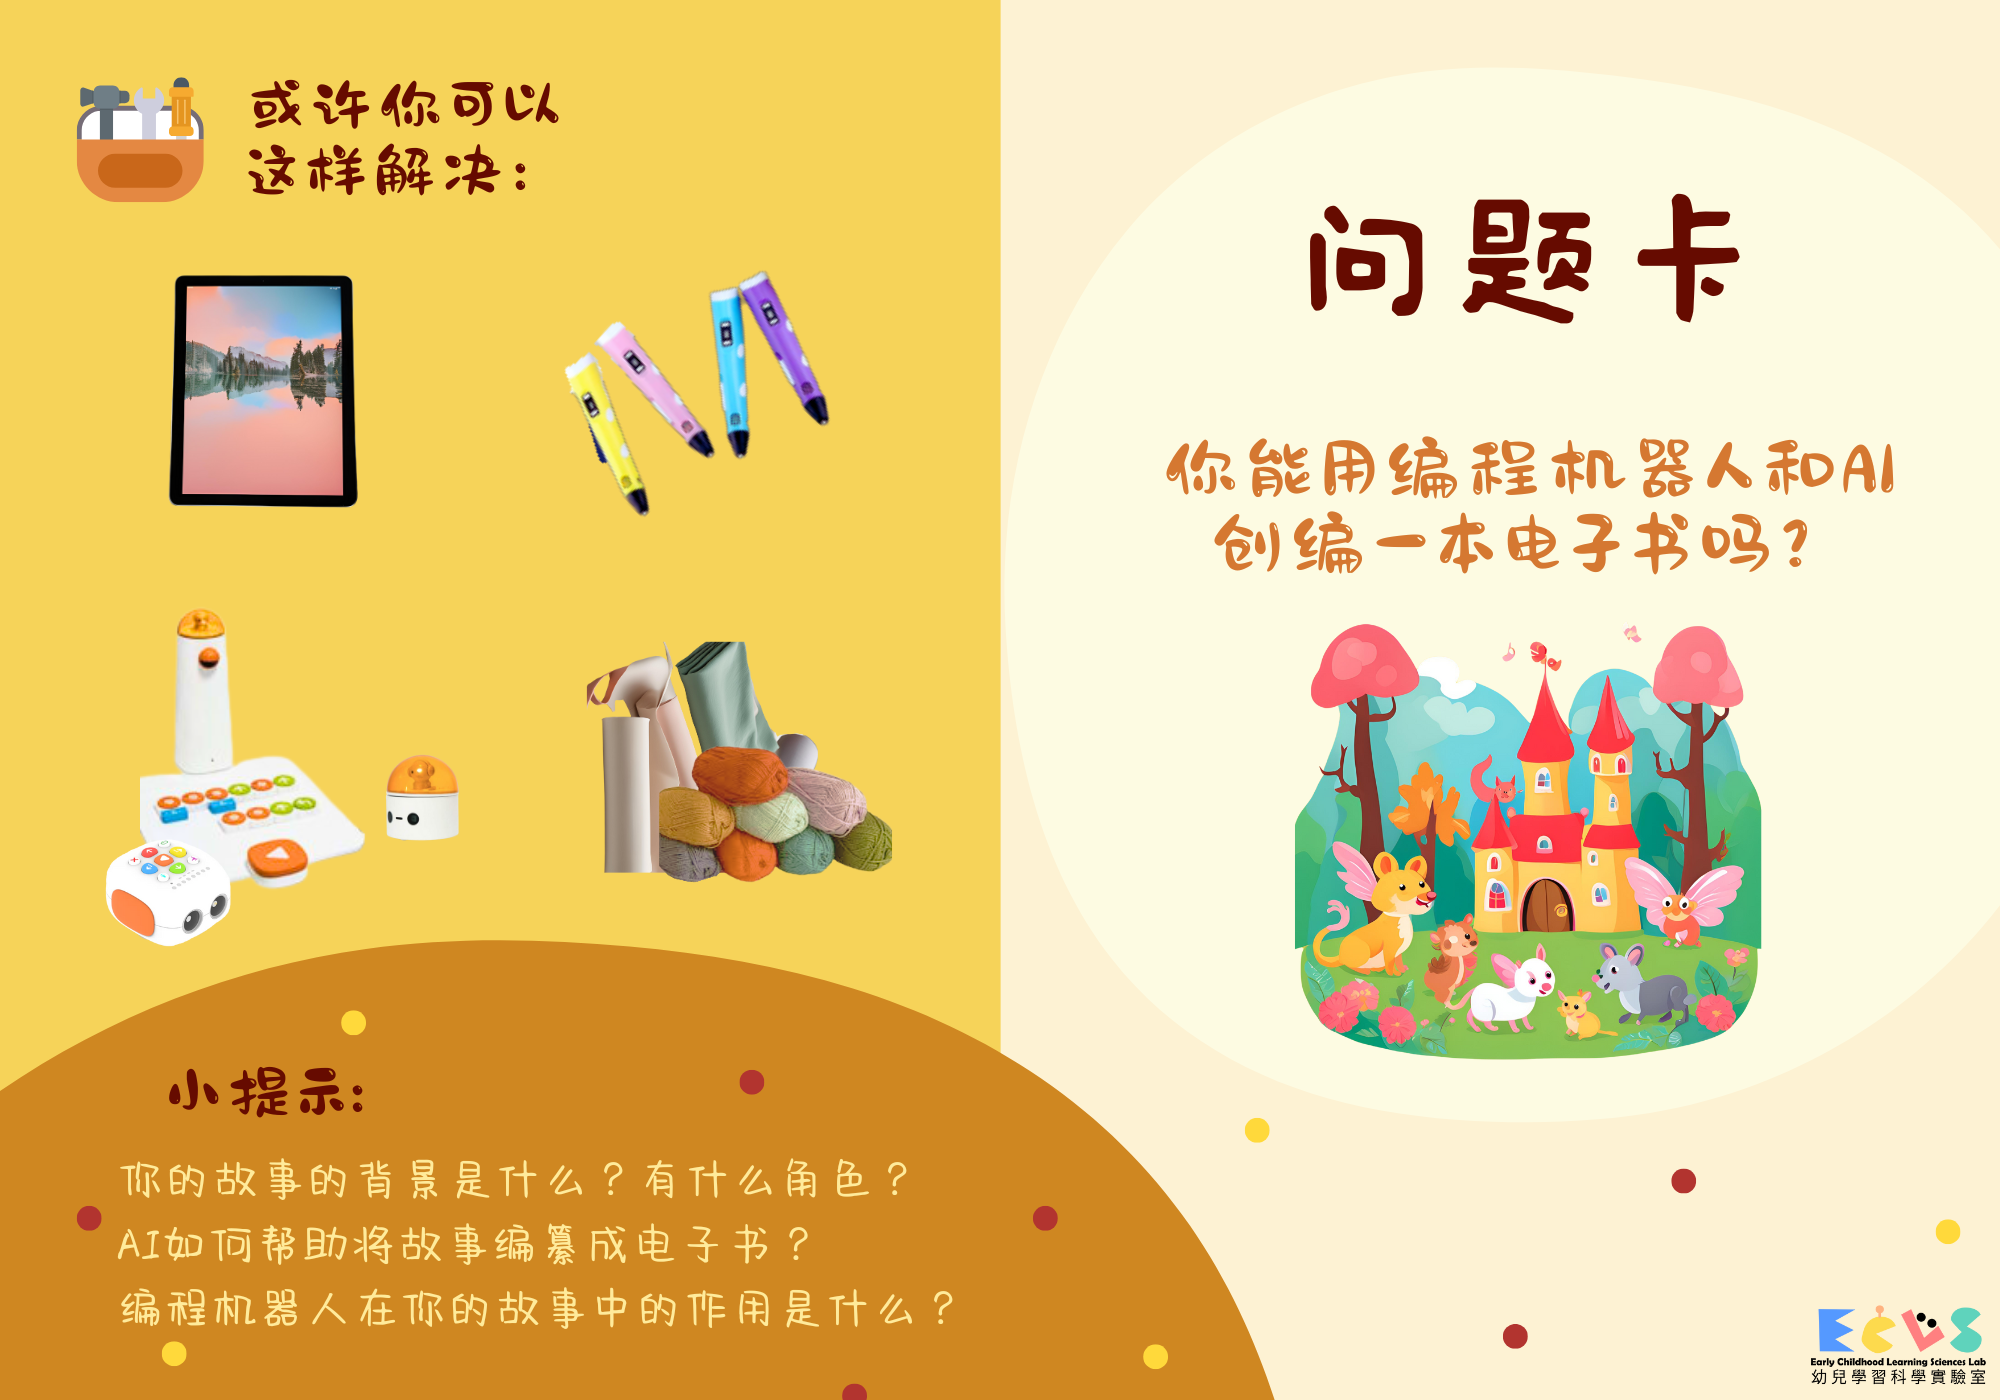 或许你可以
这样解决：
小提示：
你的故事的背景是什么？有什么角色？
AI如何帮助将故事编纂成电子书？
编程机器人在你的故事中的作用是什么？
问题卡
你能用编程机器人和AI
创编一本电子书吗？
ECLS
Early Childhood Learning Sciences Lab
幼兒學習科學實驗室